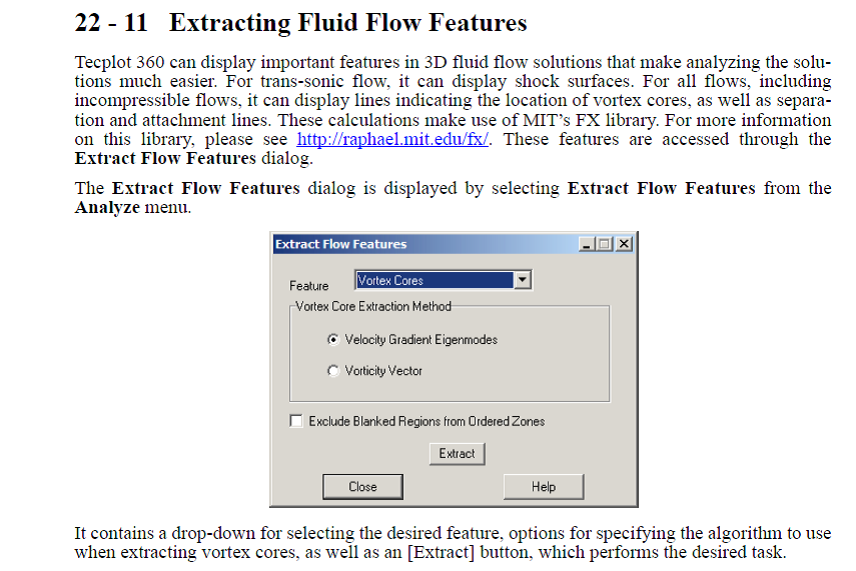 22 - 11 Extracting Fluid Flow Features
Tecplot 360 can display important features in 3D fluid flow solutions that make analyzing the solu-
tions much easier. For trans-sonic flow, it can display shock surfaces. For all flows, including
incompressible flows, it can display lines indicating the location of vortex cores, as well as separa-
tion and attachment lines. These calculations make use of MIT’s FX library. For more information
on this library, please see http://raphael.mit.edu/fx/. These features are accessed through the
Extract Flow Features dialog.
The Extract Flow Features dialog is displayed by selecting Extract Flow Features from the
Analyze menu.
Extract Flow Features
Feature Vortex Cores
Vortex Core Extraction Method
Velocity Gradient Eigenmodes
Vorticity Vector
Exclude Blanked Regions from Ordered Zones
Extract
Close Help
It contains a drop-down for selecting the desired feature, options for specifying the algorithm to use
when extracting vortex cores, as well as an [Extract] button, which performs the desired task.